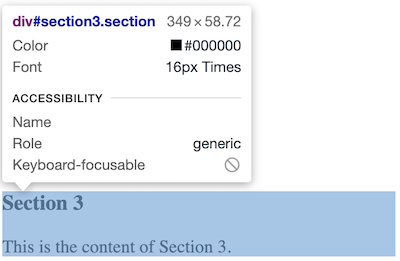 div#section3.section 349 × 58.72
Color #000000
Font 16px Times
ACCESSIBILITY
Name
Role generic
Keyboard-focusable
Section 3
This is the content of Section 3.